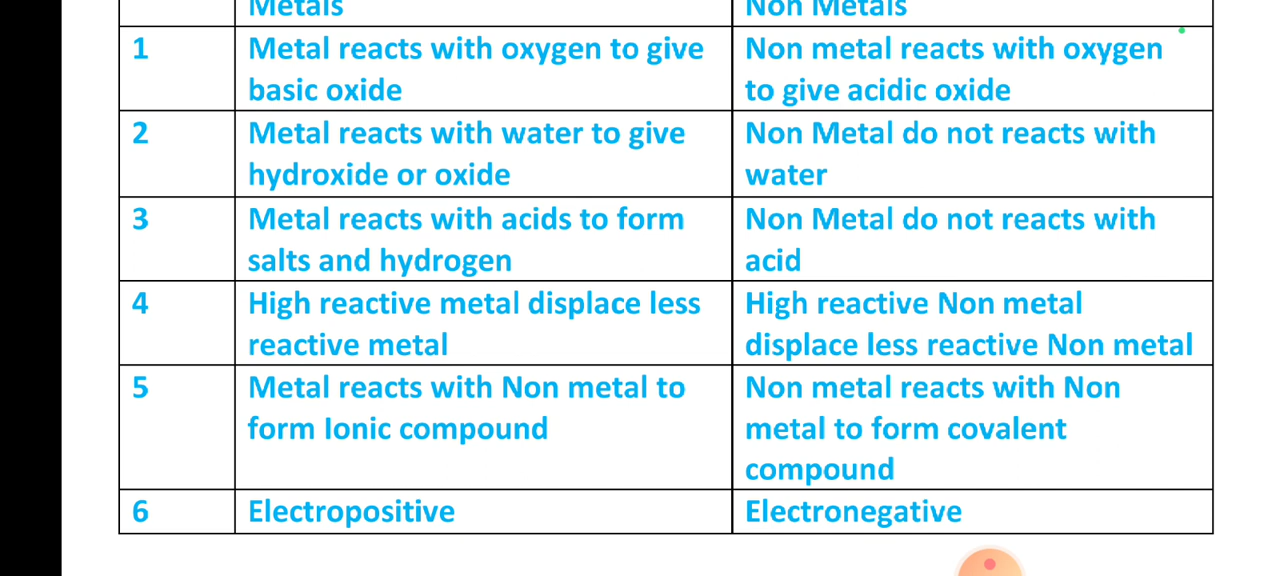 Metals
Non Metals
1
Metal reacts with oxygen to give
basic oxide
Non metal reacts with oxygen
to give acidic oxide
2
Metal reacts with water to give
hydroxide or oxide
Non Metal do not reacts with
water
3
Metal reacts with acids to form
salts and hydrogen
Non Metal do not reacts with
acid
4
High reactive metal displace less
reactive metal
High reactive Non metal
displace less reactive Non metal
5
Metal reacts with Non metal to
form Ionic compound
Non metal reacts with Non
metal to form covalent
compound
6
Electropositive
Electronegative